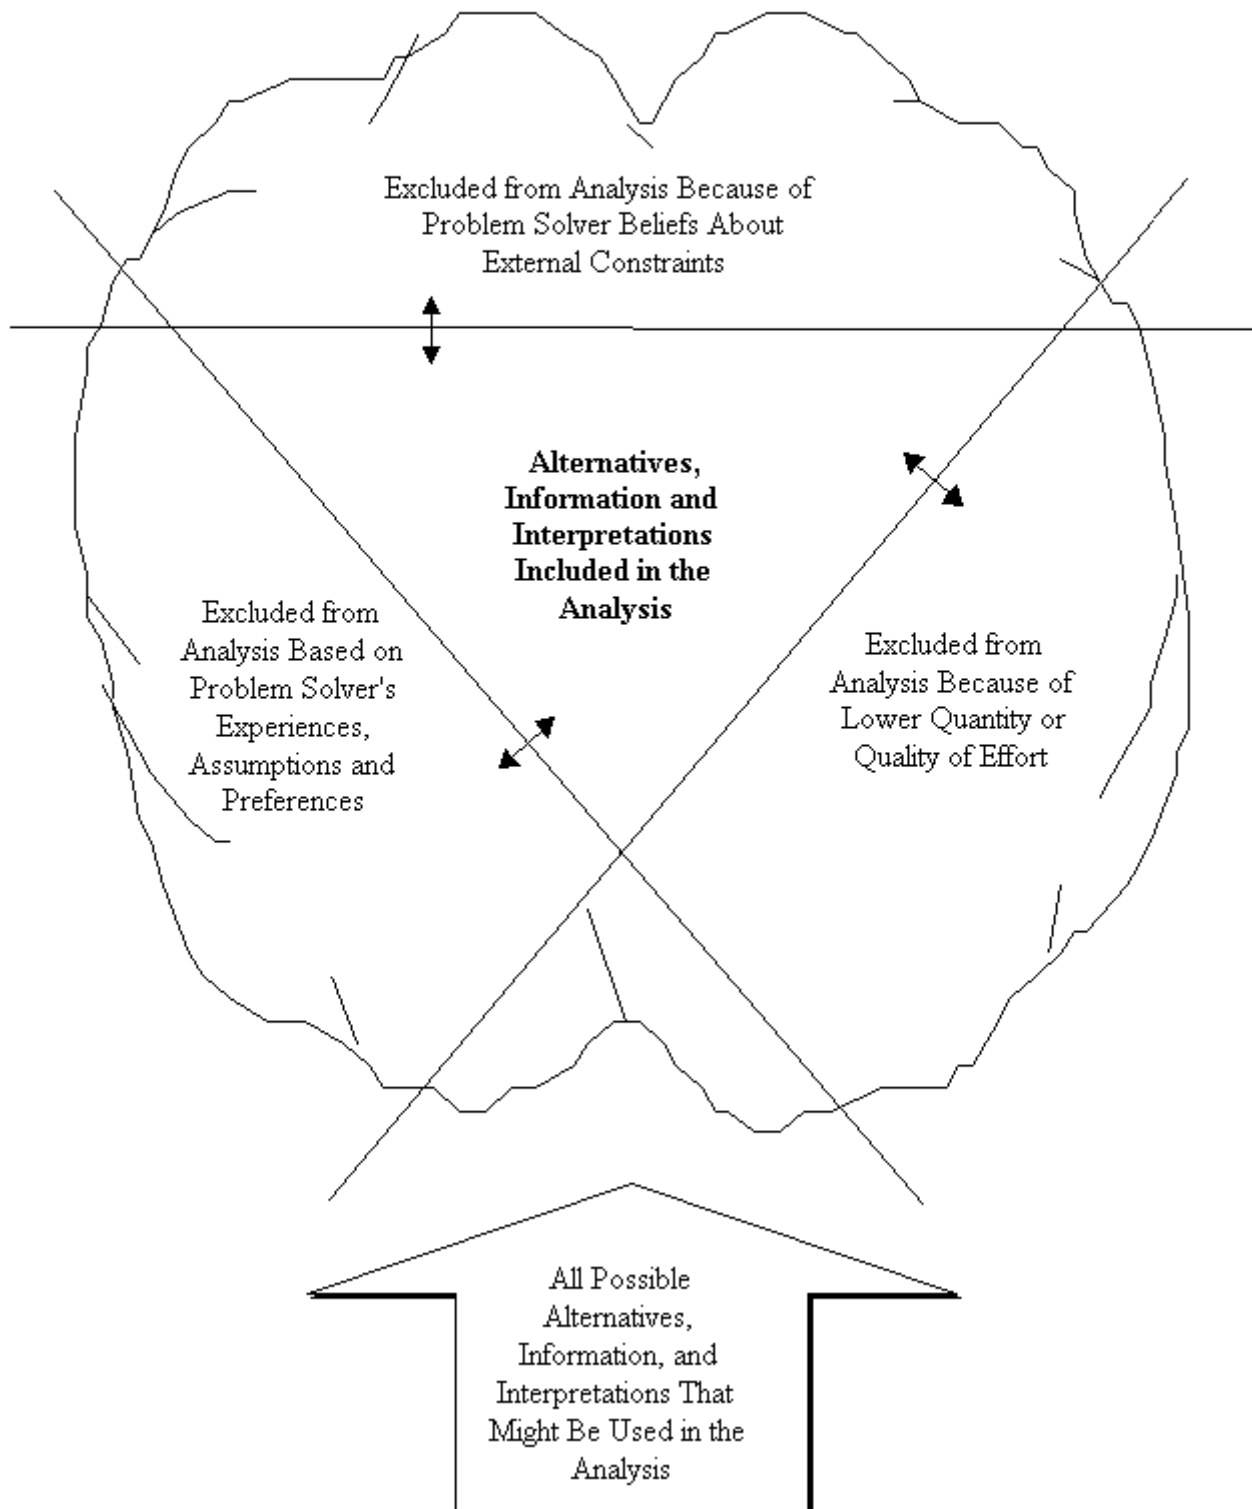 Excluded from Analysis Because of
Problem Solver Beliefs About
External Constraints
Alternatives,
Information and
Interpretations
Included in the
Analysis
Excluded from
Analysis Based on
Problem Solver's
Experiences,
Assumptions and
Preferences
Excluded from
Analysis Because of
Lower Quantity or
Quality of Effort
All Possible
Alternatives,
Information, and
Interpretations That
Might Be Used in the
Analysis